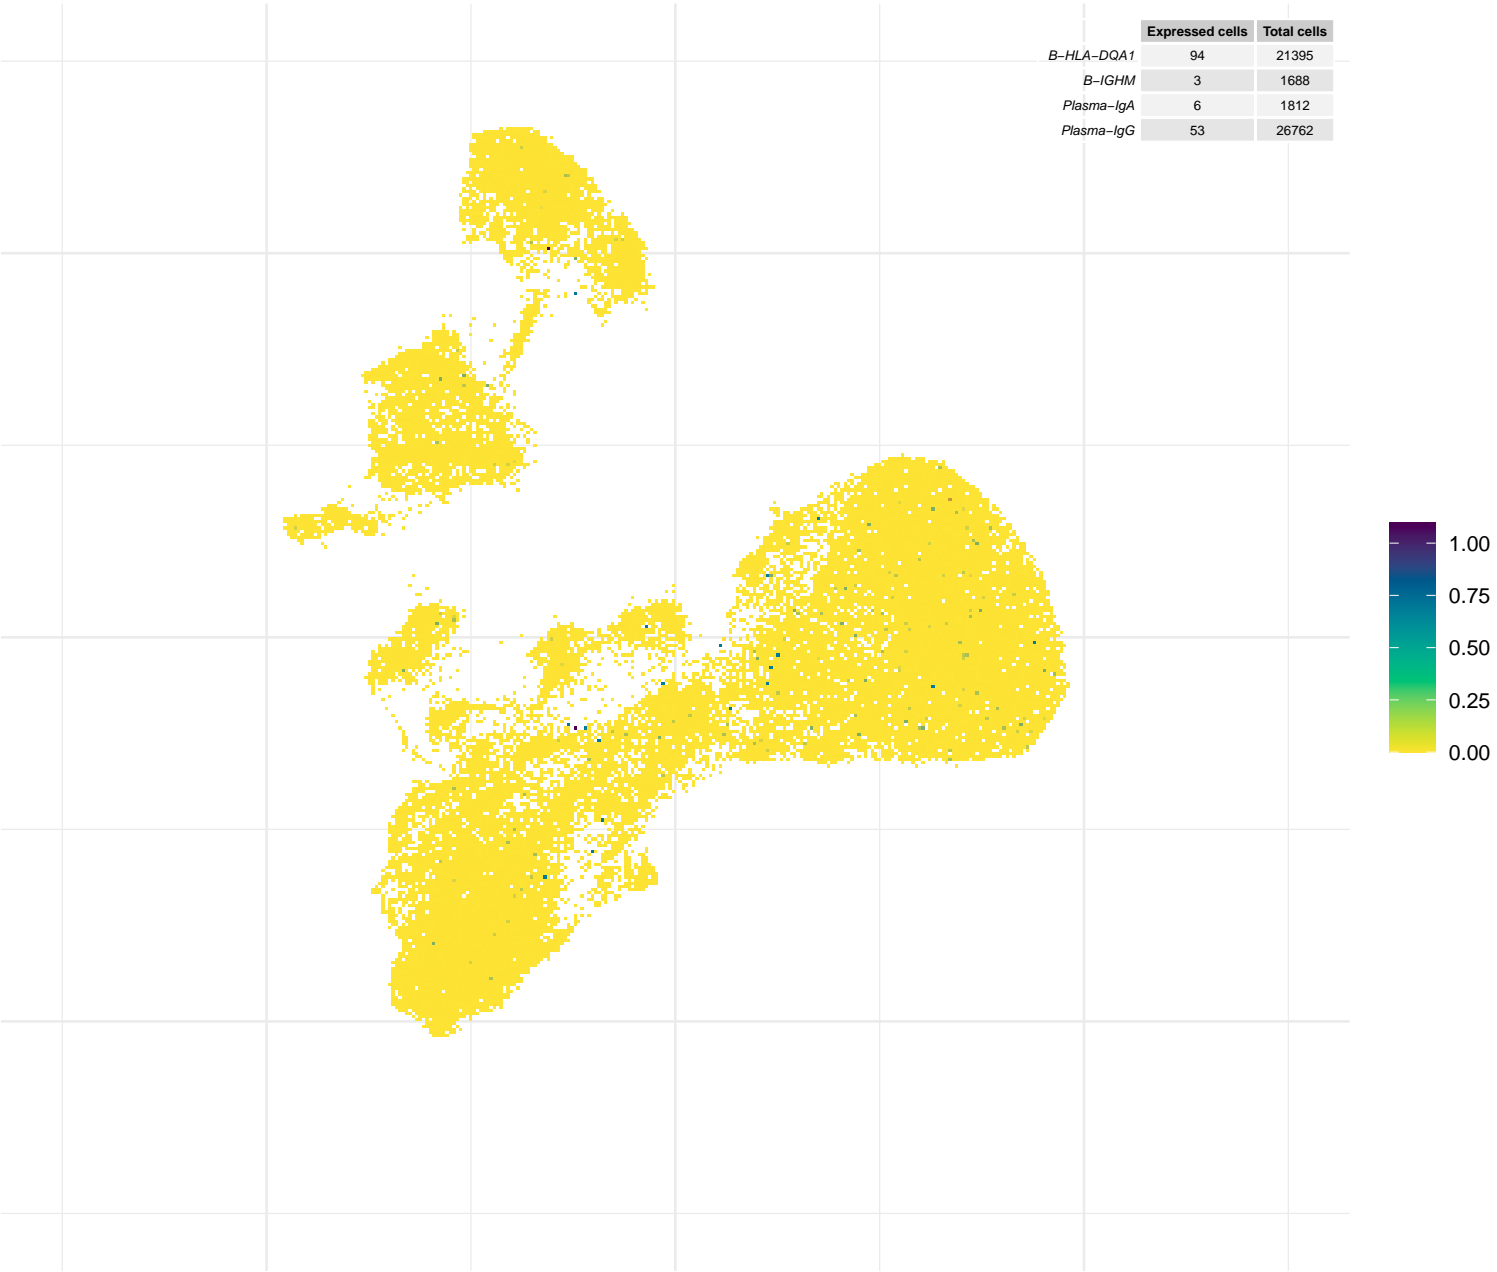 Expressed cells Total cells
B−HLA−DQA1 94 21395
B−IGHM 3 1688
Plasma−IgA 6 1812
Plasma−IgG 53 26762
1.00
0.75
0.50
0.25
0.00